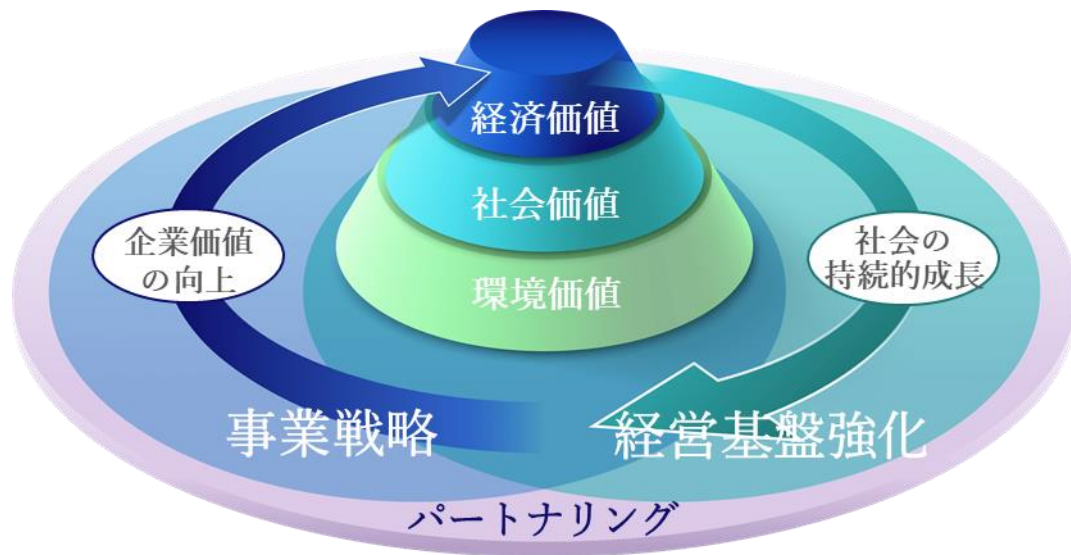 経済価値
社会価値
環境価値
企業価値
の向上
社会の
持続的成長
事業戦略
経営基盤強化
パートナリング